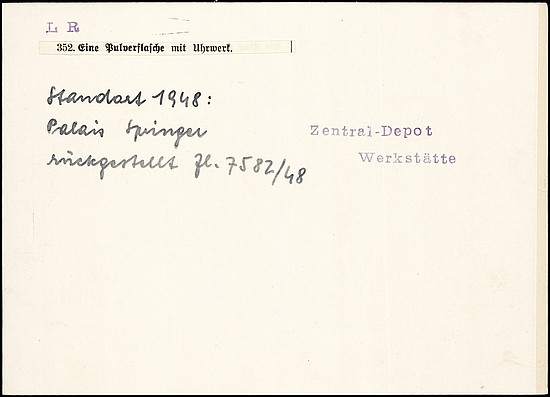 L R
352. Eine Pulverflasche mit Uhrwerk.
Standort 1948:
Palais Springer
rückgestellt Zl. 7582/48
Zentral-Depot
Werkstätte